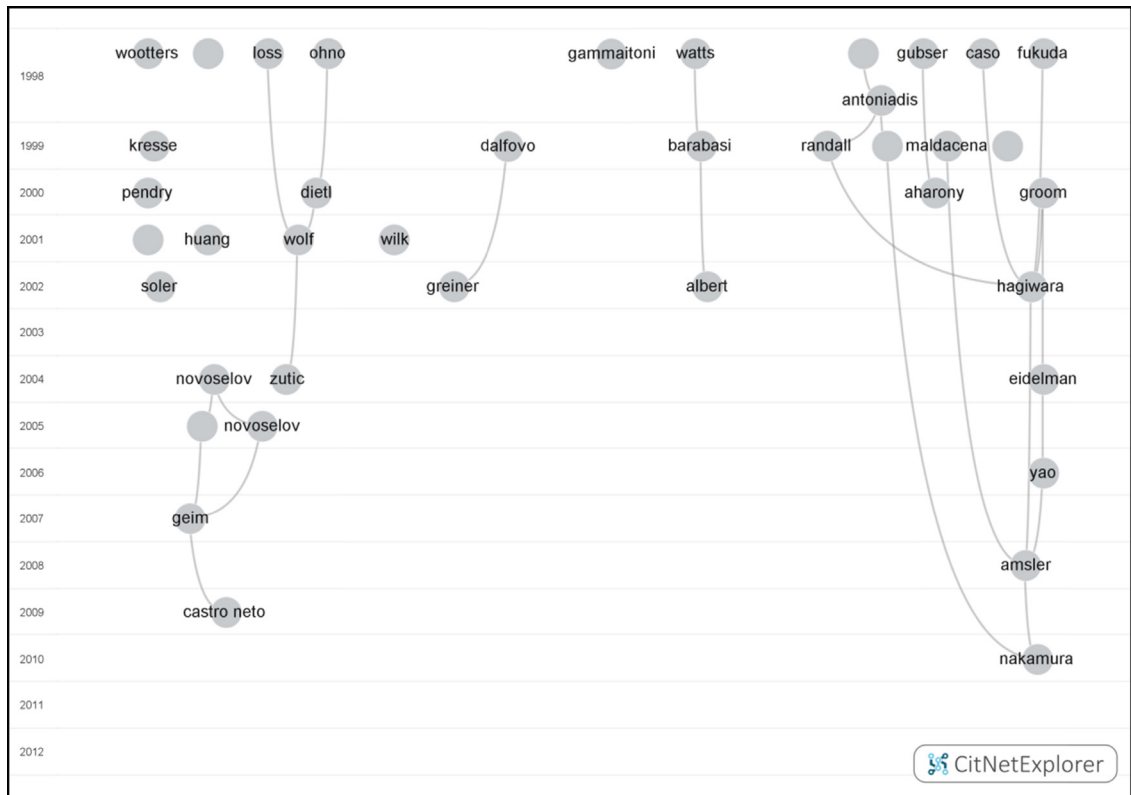 wootters loss ohno gammaitoni watts gubser caso fukuda
1998
antoniadis
1999 kresse dalfovo barabasi randall maldacena
2000 pendry dietl aharony groom
2001 huang wolf wilk
2002 soler greiner albert hagiwara
2003
2004 novoselov zutic eidelman
2005 novoselov
2006 yao
2007 geim
2008 amsler
2009 castro neto
2010 nakamura
2011
2012
CitNetExplorer